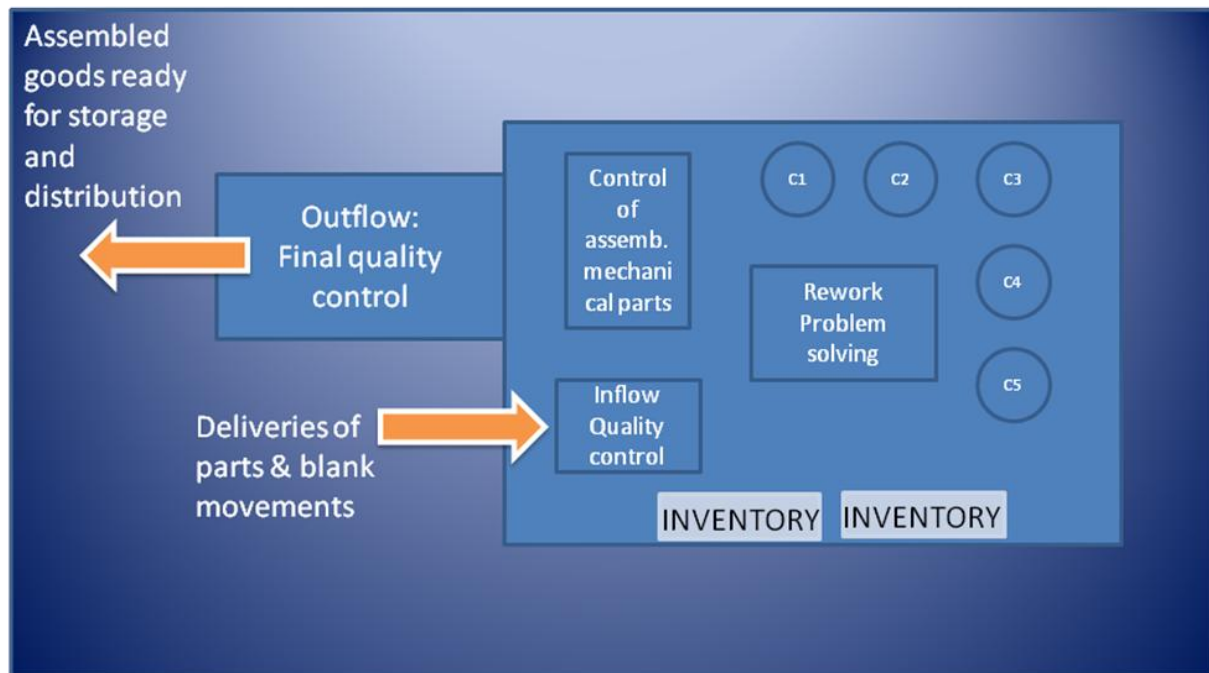 Assembled
goods ready
for storage
and
distribution
Outflow:
Final quality
control
Deliveries of
parts & blank
movements
Control
of
assemb.
mechani
cal parts
Inflow
Quality
control
C1
C2
C3
Rework
Problem
solving
C4
C5
INVENTORY
INVENTORY